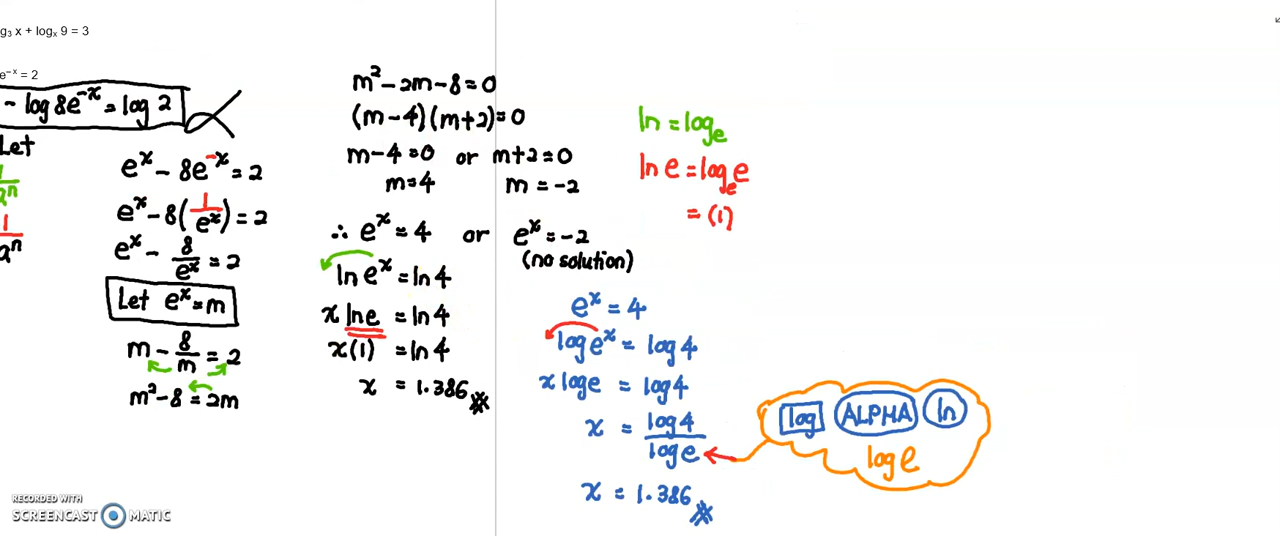 g₃ x + logₓ 9 = 3
e⁻ˣ = 2
- log 8e⁻ˣ = log 2
Let
1/aⁿ
1/aⁿ
eˣ - 8e⁻ˣ = 2
eˣ - 8(1/eˣ) = 2
eˣ - 8/eˣ = 2
Let eˣ = m
m - 8/m = 2
m² - 8 = 2m
m² - 2m - 8 = 0
(m-4)(m+2) = 0
m-4=0 or m+2=0
m=4 m = -2
∴ eˣ = 4 or eˣ = -2
(no solution)
ln eˣ = ln 4
x ln e = ln 4
x(1) = ln 4
x = 1.386
ln = logₑ
ln e = logₑ e
= (1)
eˣ = 4
log eˣ = log 4
x log e = log 4
x = log 4 / log e
x = 1.386
log ALPHA ln
log e
RECORDED WITH
SCREENCAST MATIC